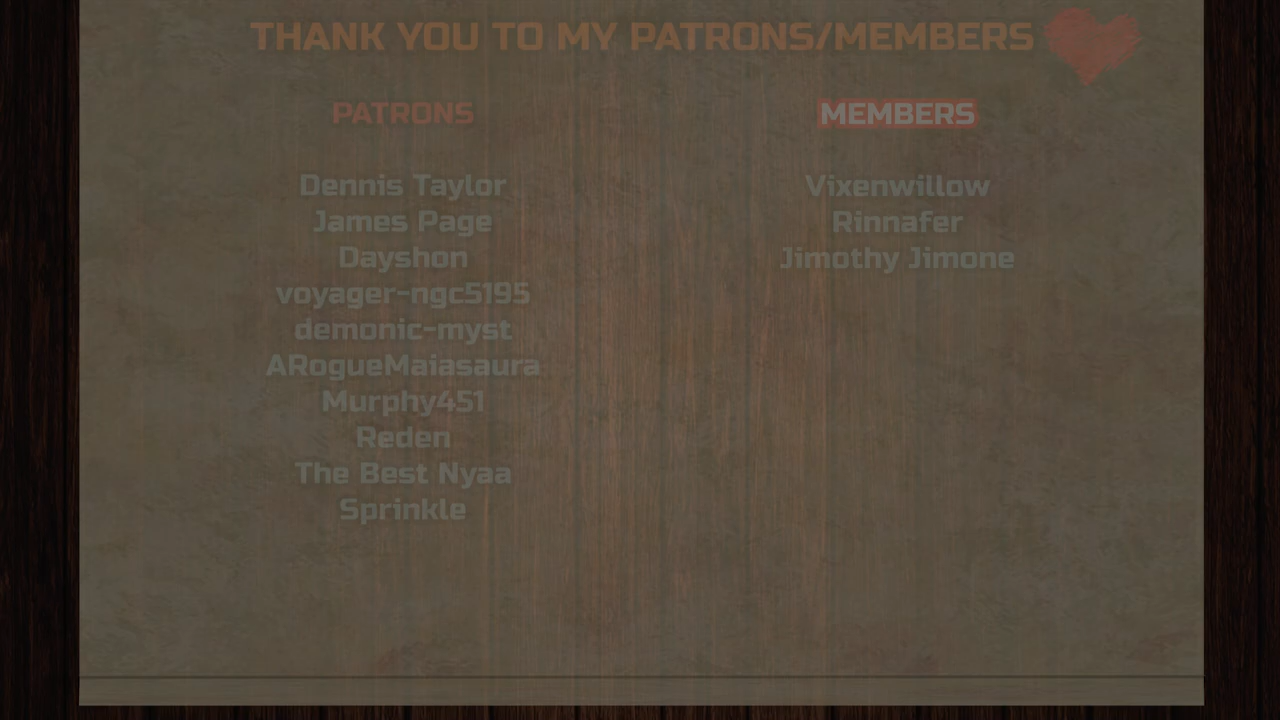 THANK YOU TO MY PATRONS/MEMBERS
PATRONS
Dennis Taylor
James Page
Dayshon
voyager-ngc5195
demonic-myst
ARogueMaiasaura
Murphy451
Reden
The Best Nyaa
Sprinkle
MEMBERS
Vixenwillow
Rinnafer
Jimothy Jimone